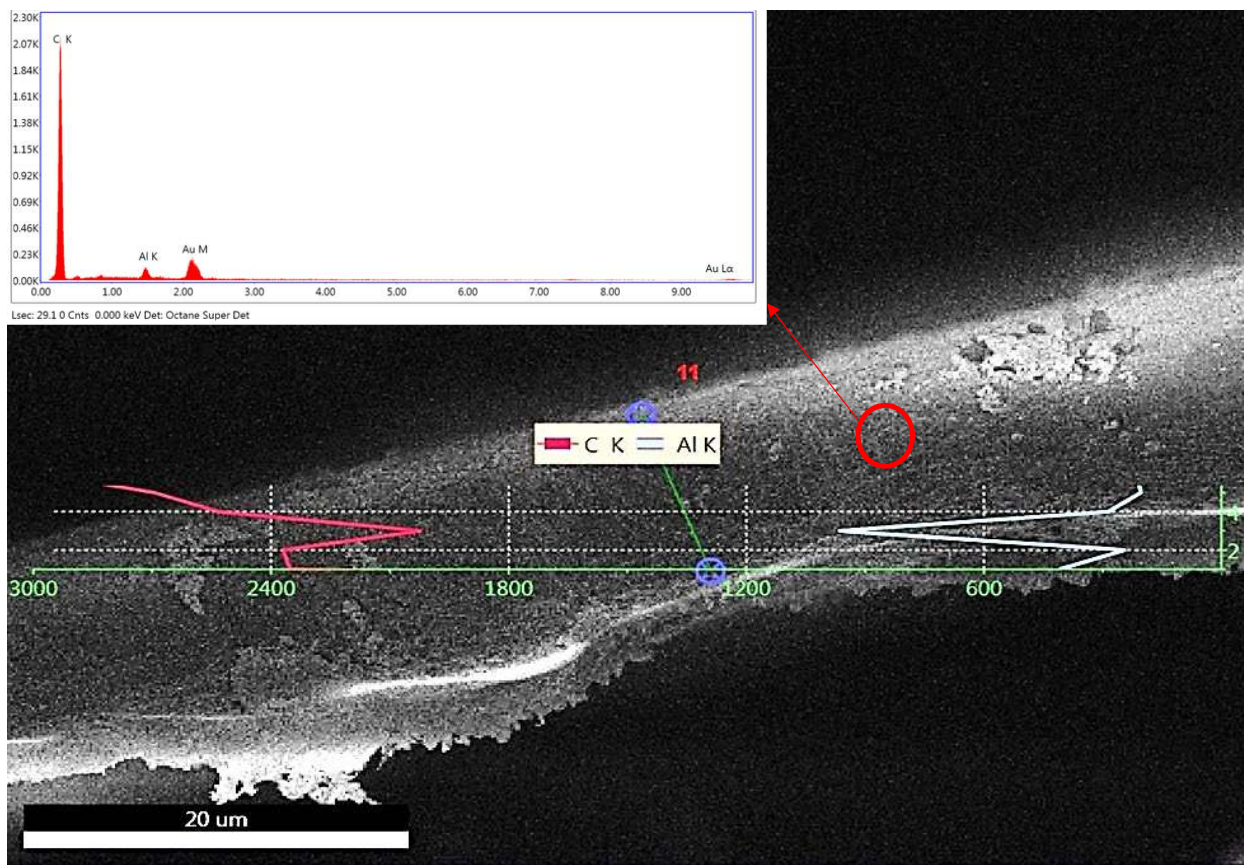 2.30K
2.07K
1.84K
1.61K
1.38K
1.15K
0.92K
0.69K
0.46K
0.23K
0.00K
C K
Al K
Au M
Au Lα
0.00 1.00 2.00 3.00 4.00 5.00 6.00 7.00 8.00 9.00
Lsec: 29.1 0 Cnts 0.000 keV Det: Octane Super Det
11
C K Al K
1
2
3000 2400 1800 1200 600
20 um